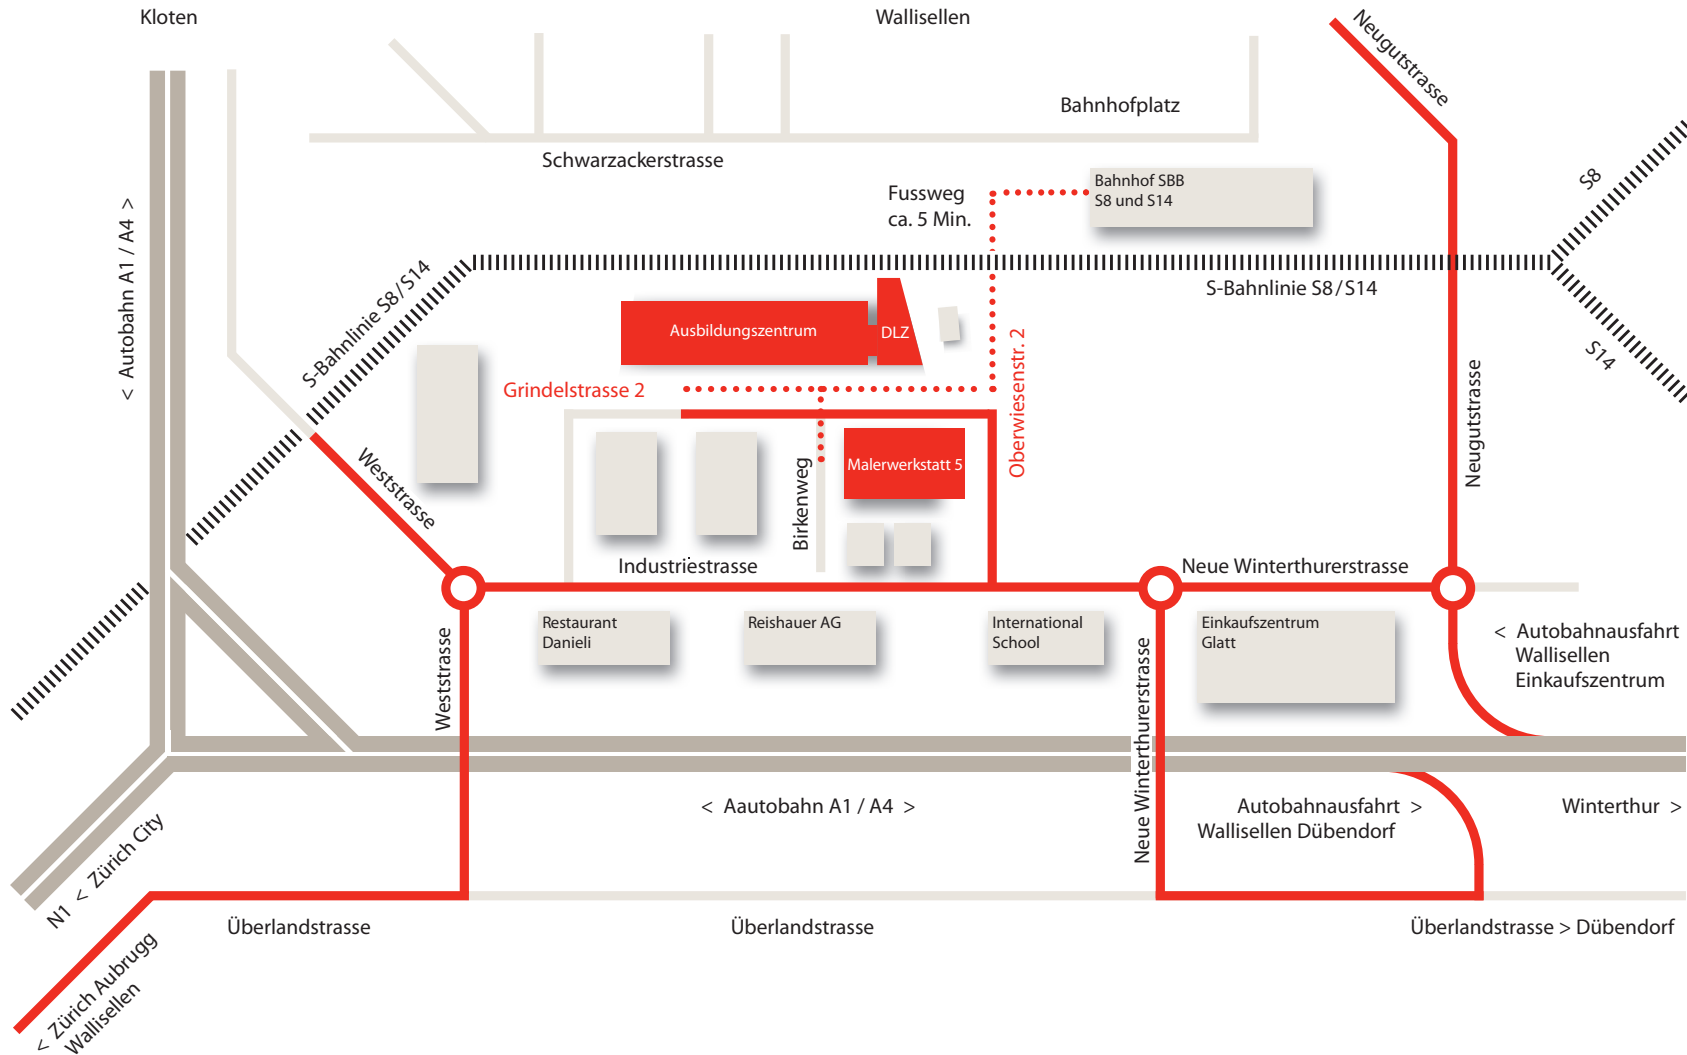 Kloten
Wallisellen
Neugutstrasse
Bahnhofplatz
Schwarzackerstrasse
Fussweg
ca. 5 Min.
Bahnhof SBB
S8 und S14
S8
< Autobahn A1 / A4 >
S-Bahnlinie S8/S14
S-Bahnlinie S8/S14
S14
Ausbildungszentrum
DLZ
Grindelstrasse 2
Oberwiesenstr. 2
Neugutstrasse
Weststrasse
Malerwerkstatt 5
Birkenweg
Industriestrasse
Neue Winterthurerstrasse
Restaurant
Danieli
Reishauer AG
International
School
Einkaufszentrum
Glatt
< Autobahnausfahrt
Wallisellen
Einkaufszentrum
Weststrasse
Neue Winterthurerstrasse
< Aautobahn A1 / A4 >
Autobahnausfahrt >
Wallisellen Dübendorf
Winterthur >
N1 < Zürich City
Überlandstrasse
Überlandstrasse
Überlandstrasse > Dübendorf
< Zürich Aubrugg
Wallisellen